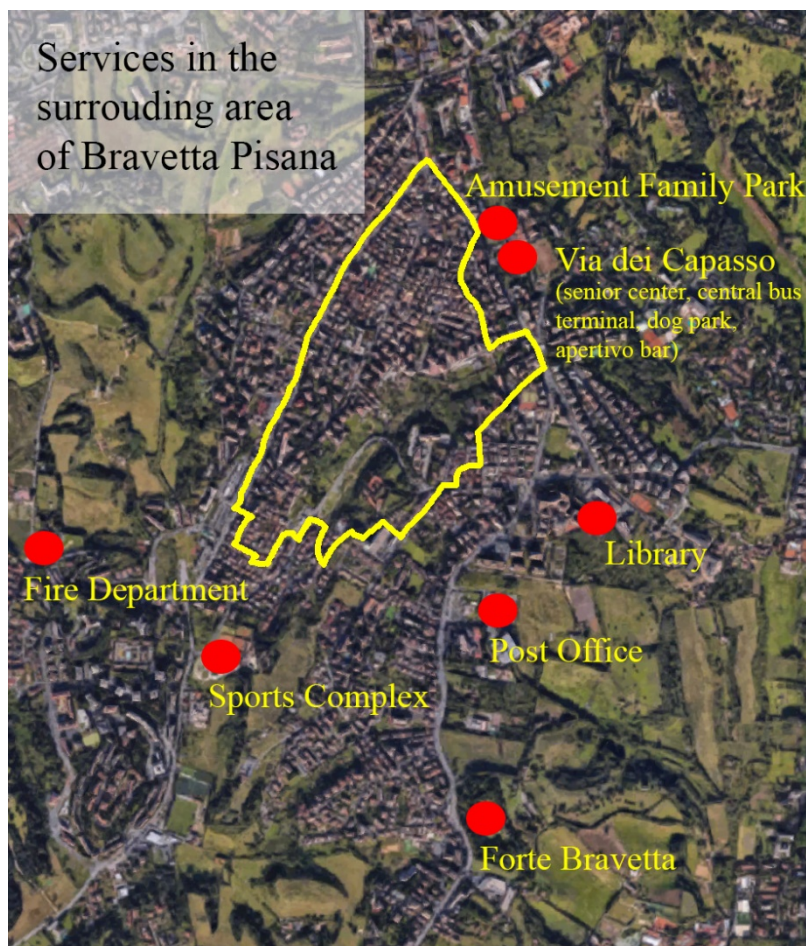 Services in the
surrouding area
of Bravetta Pisana
Amusement Family Park
Via dei Capasso
(senior center, central bus
terminal, dog park,
apertivo bar)
Library
Fire Department
Post Office
Sports Complex
Forte Bravetta